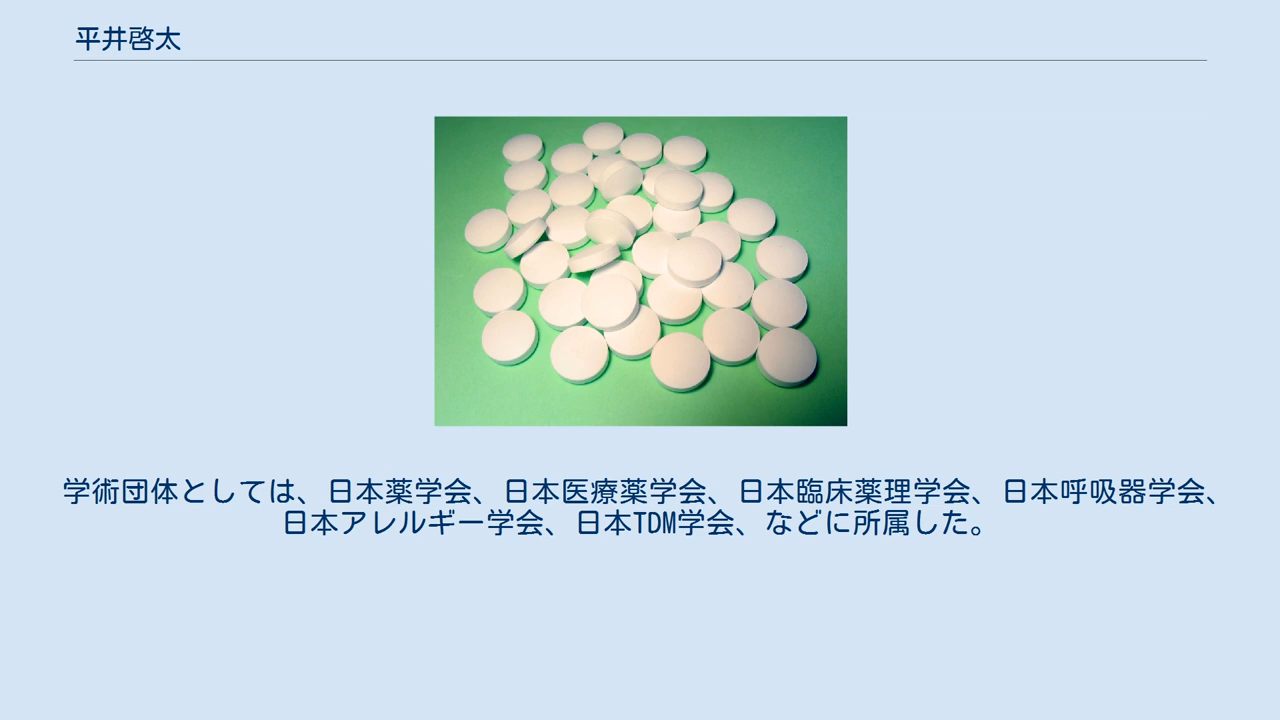 平井啓太
学術団体としては、日本薬学会、日本医療薬学会、日本臨床薬理学会、日本呼吸器学会、
日本アレルギー学会、日本TDM学会、などに所属した。